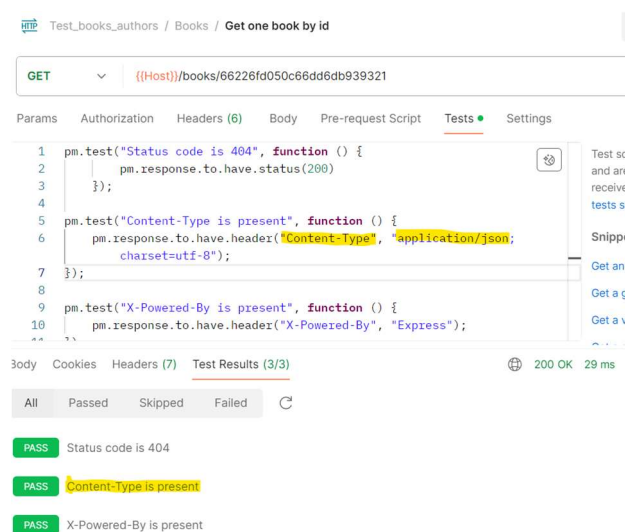 HTTP Test_books_authors / Books / Get one book by id
GET {{Host}}/books/66226fd050c66dd6db939321
Params Authorization Headers (6) Body Pre-request Script Tests Settings
1 pm.test("Status code is 404", function () {
2 pm.response.to.have.status(200)
3 });
4
5 pm.test("Content-Type is present", function () {
6 pm.response.to.have.header("Content-Type", "application/json;
charset=utf-8");
7 });
8
9 pm.test("X-Powered-By is present", function () {
10 pm.response.to.have.header("X-Powered-By", "Express");
Test sc
and are
receive
tests s
Snipp
Get an
Get a g
Get a v
Body Cookies Headers (7) Test Results (3/3) 200 OK 29 ms
All Passed Skipped Failed
PASS Status code is 404
PASS Content-Type is present
PASS X-Powered-By is present